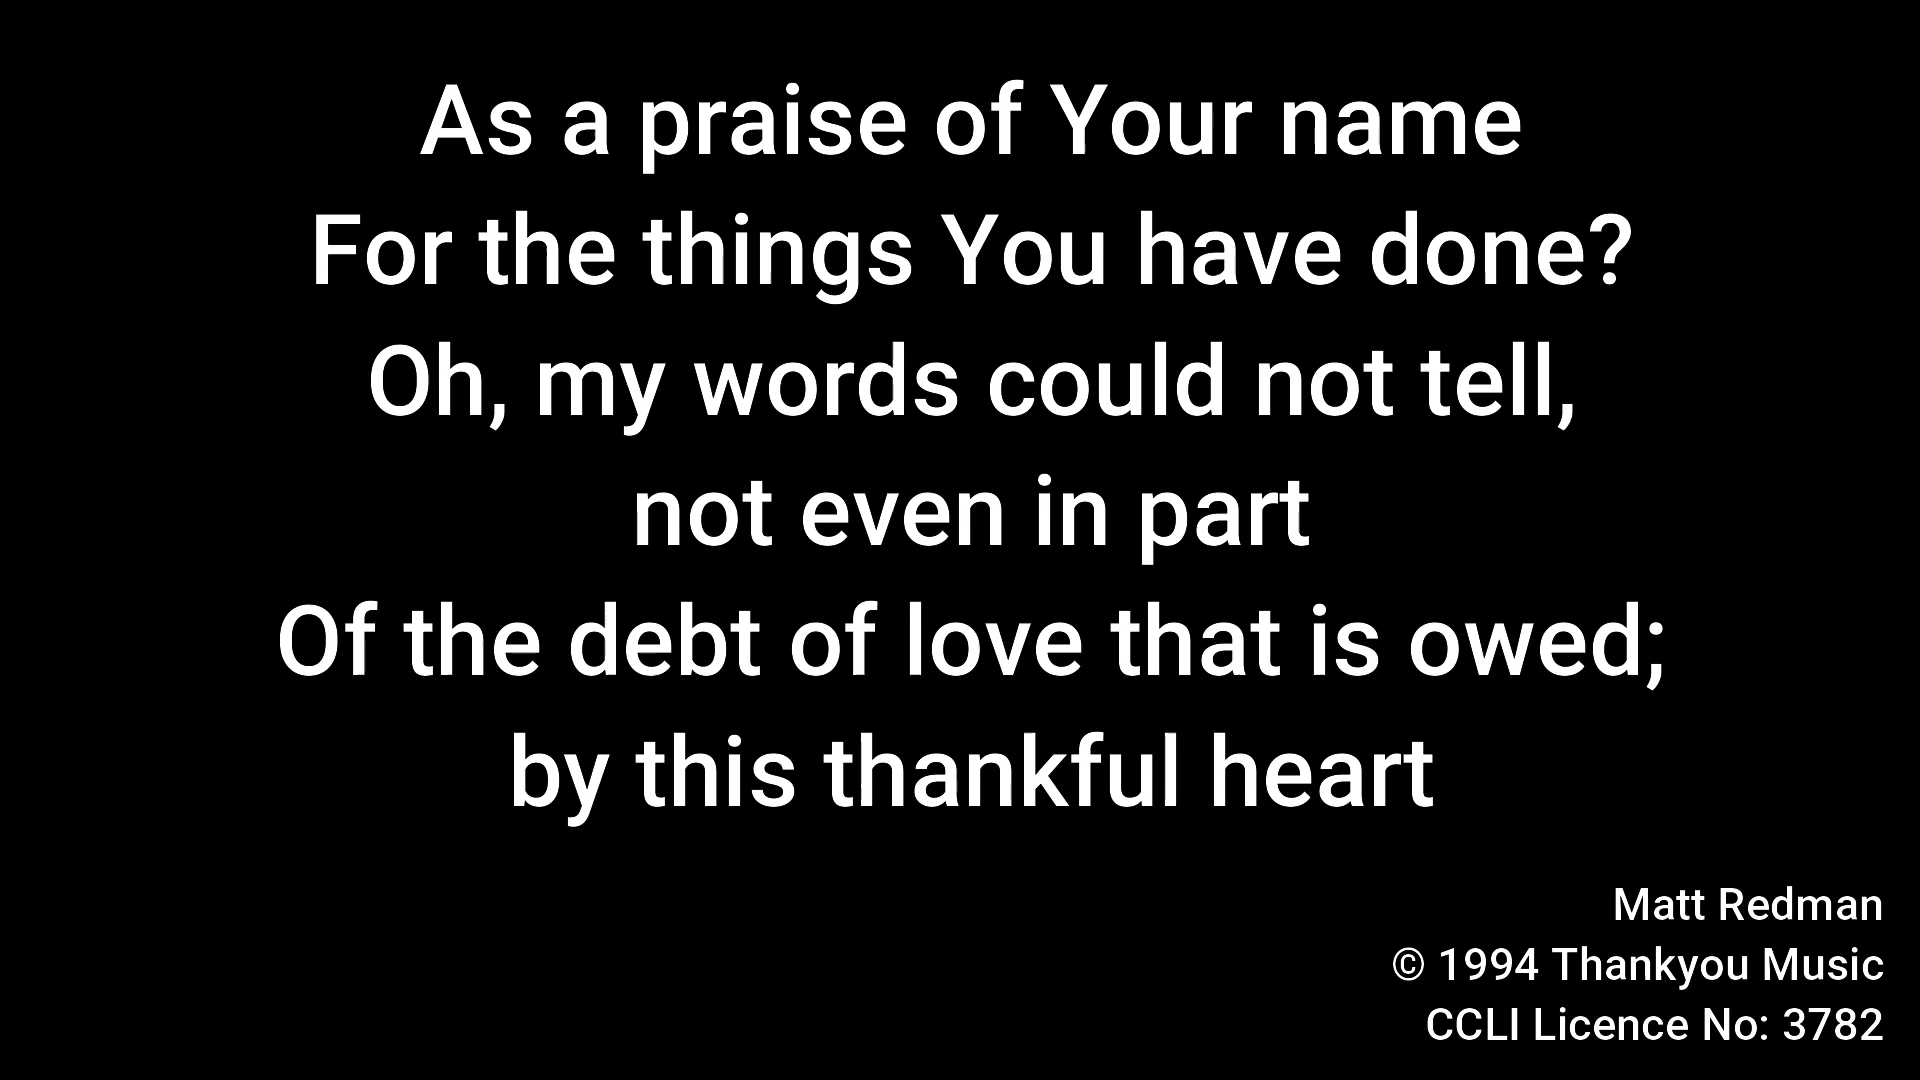 As a praise of Your name
For the things You have done?
Oh, my words could not tell,
not even in part
Of the debt of love that is owed;
by this thankful heart
Matt Redman
© 1994 Thankyou Music
CCLI Licence No: 3782